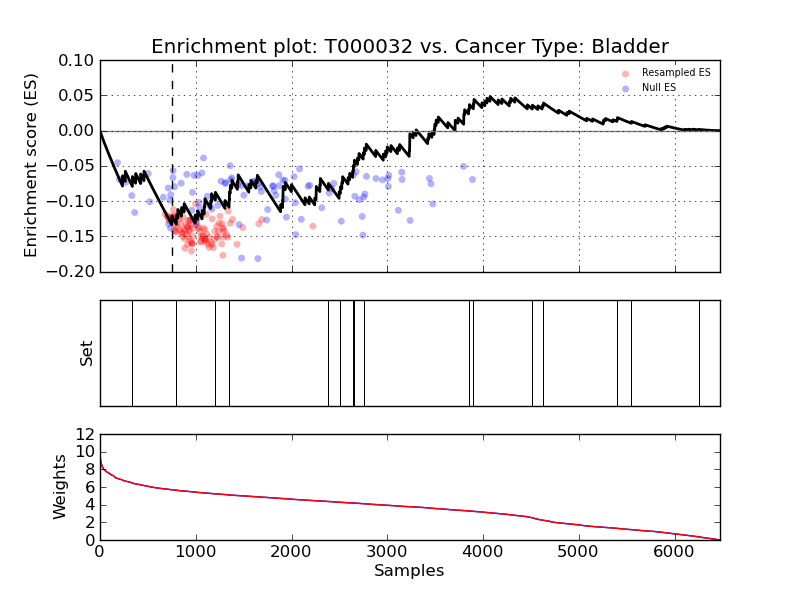 Enrichment plot: T000032 vs. Cancer Type: Bladder
0.10
0.05
0.00
−0.05
−0.10
−0.15
−0.20
Enrichment score (ES)
Resampled ES
Null ES
Set
12
10
8
6
4
2
0
Weights
0 1000 2000 3000 4000 5000 6000
Samples